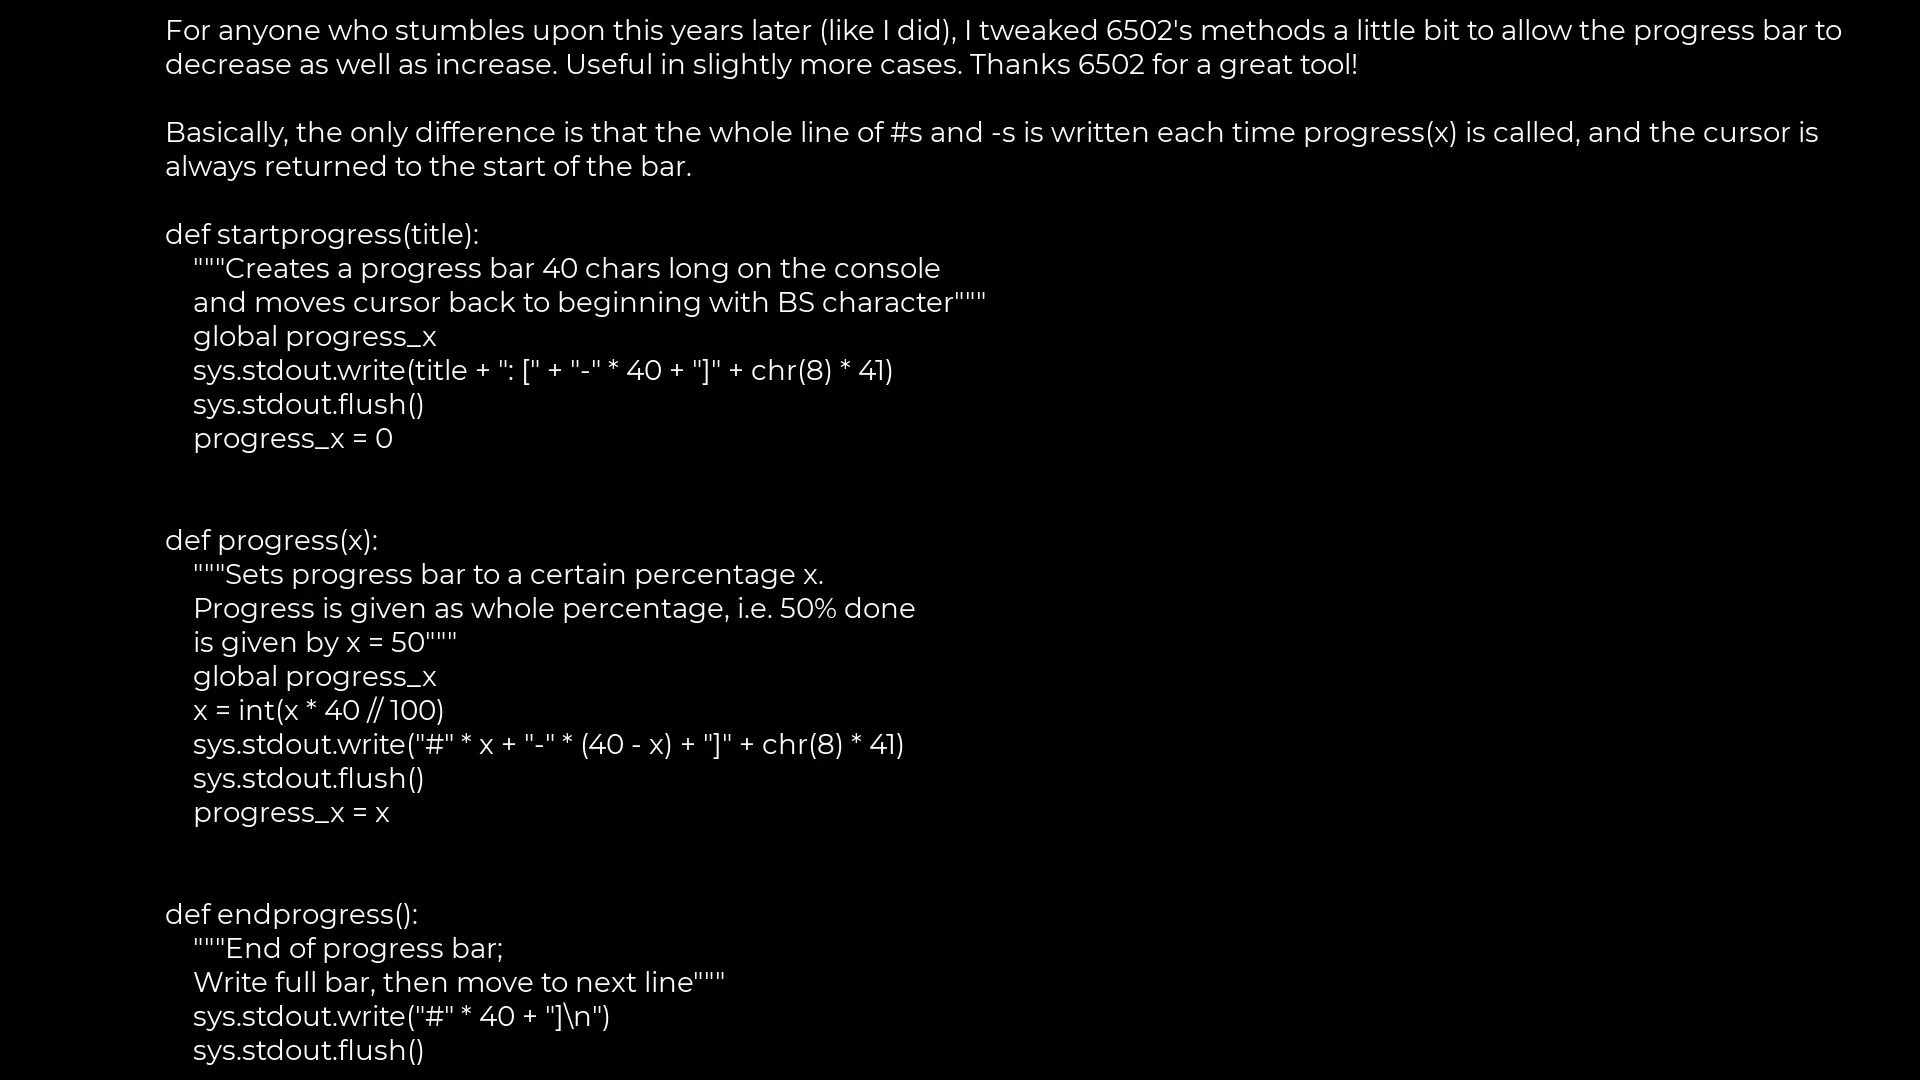 For anyone who stumbles upon this years later (like I did), I tweaked 6502's methods a little bit to allow the progress bar to
decrease as well as increase. Useful in slightly more cases. Thanks 6502 for a great tool!

Basically, the only difference is that the whole line of #s and -s is written each time progress(x) is called, and the cursor is
always returned to the start of the bar.

def startprogress(title):
    """Creates a progress bar 40 chars long on the console
    and moves cursor back to beginning with BS character"""
    global progress_x
    sys.stdout.write(title + ": [" + "-" * 40 + "]" + chr(8) * 41)
    sys.stdout.flush()
    progress_x = 0


def progress(x):
    """Sets progress bar to a certain percentage x.
    Progress is given as whole percentage, i.e. 50% done
    is given by x = 50"""
    global progress_x
    x = int(x * 40 // 100)
    sys.stdout.write("#" * x + "-" * (40 - x) + "]" + chr(8) * 41)
    sys.stdout.flush()
    progress_x = x


def endprogress():
    """End of progress bar;
    Write full bar, then move to next line"""
    sys.stdout.write("#" * 40 + "]\n")
    sys.stdout.flush()